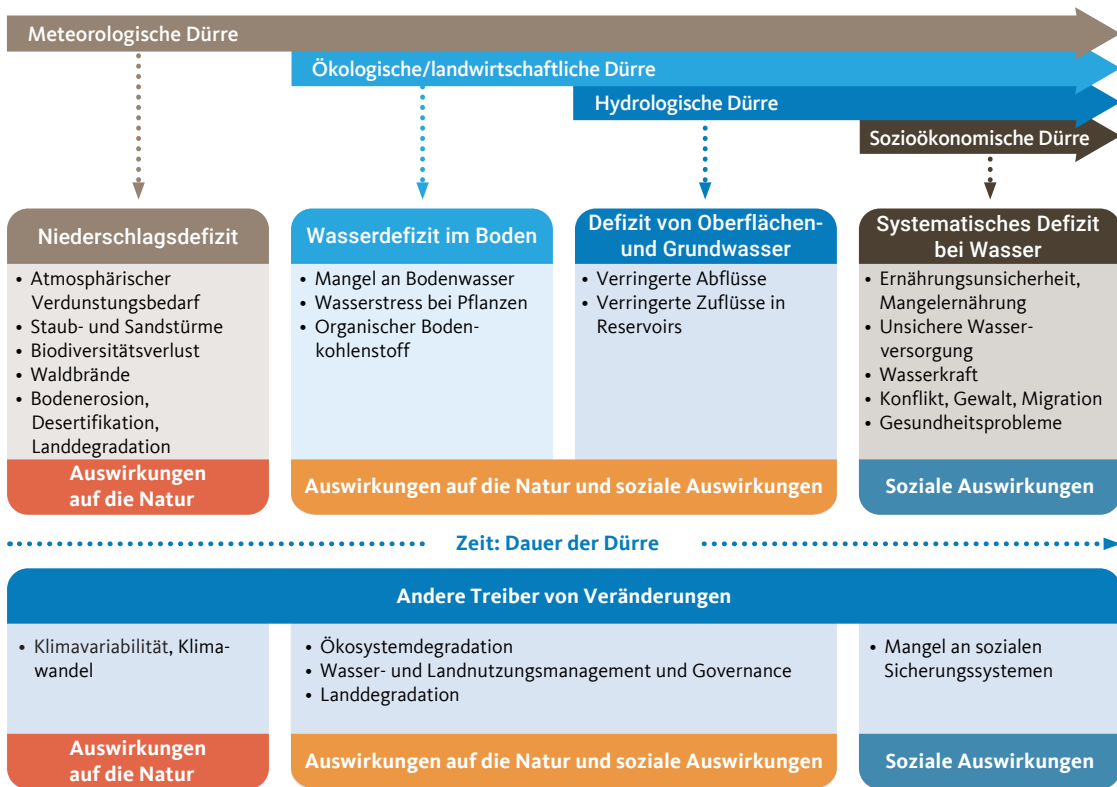 Meteorologische Dürre
Ökologische/landwirtschaftliche Dürre
Hydrologische Dürre
Sozioökonomische Dürre
Niederschlagsdefizit
• Atmosphärischer
Verdunstungsbedarf
• Staub- und Sandstürme
• Biodiversitätsverlust
• Waldbrände
• Bodenerosion,
Desertifikation,
Landdegradation
Auswirkungen
auf die Natur
Wasserdefizit im Boden
• Mangel an Bodenwasser
• Wasserstress bei Pflanzen
• Organischer Boden-
kohlenstoff
Defizit von Oberflächen-
und Grundwasser
• Verringerte Abflüsse
• Verringerte Zuflüsse in
Reservoirs
Auswirkungen auf die Natur und soziale Auswirkungen
Systematisches Defizit
bei Wasser
• Ernährungsunsicherheit,
Mangelernährung
• Unsichere Wasser-
versorgung
• Wasserkraft
• Konflikt, Gewalt, Migration
• Gesundheitsprobleme
Soziale Auswirkungen
Zeit: Dauer der Dürre
Andere Treiber von Veränderungen
• Klimavariabilität, Klima-
wandel
Auswirkungen
auf die Natur
• Ökosystemdegradation
• Wasser- und Landnutzungsmanagement und Governance
• Landdegradation
Auswirkungen auf die Natur und soziale Auswirkungen
• Mangel an sozialen
Sicherungssystemen
Soziale Auswirkungen